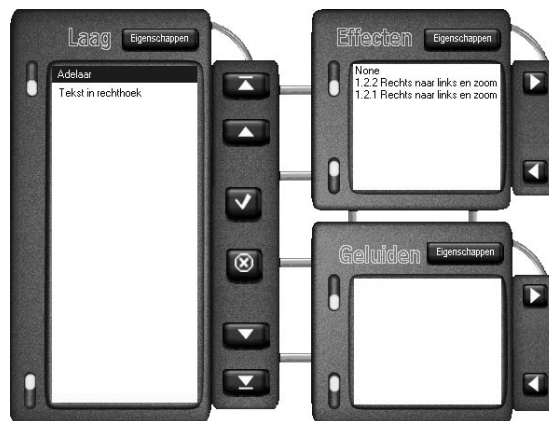 Laag
Eigenschappen
Adelaar
Tekst in rechthoek
Effecten
Eigenschappen
None
1.2.2 Rechts naar links en zoom
1.2.1 Rechts naar links en zoom
Geluiden
Eigenschappen